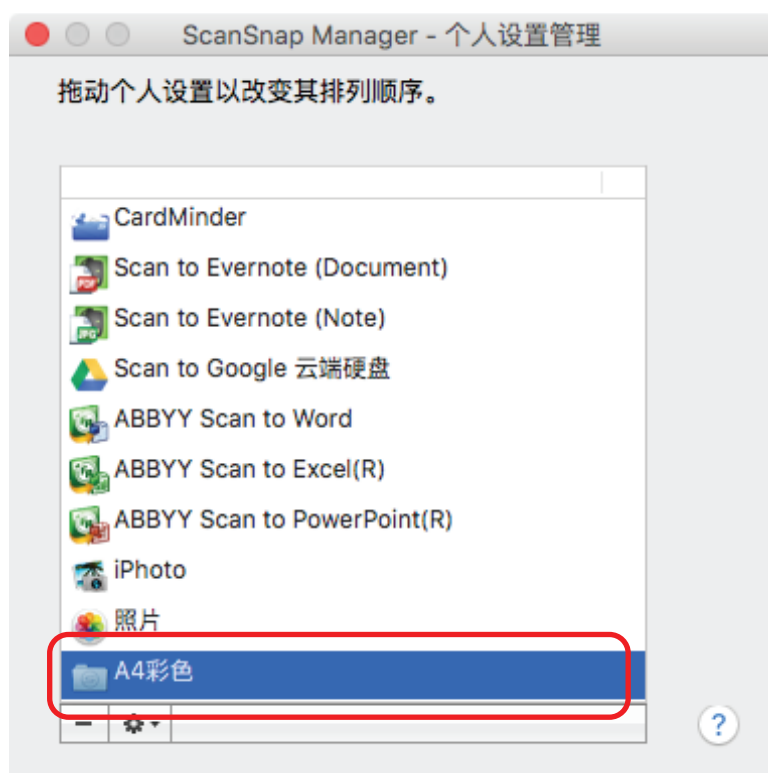 ScanSnap Manager - 个人设置管理
拖动个人设置以改变其排列顺序。
CardMinder
PDF
Scan to Evernote (Document)
JPG
Scan to Evernote (Note)
Scan to Google 云端硬盘
ABBYY Scan to Word
ABBYY Scan to Excel(R)
ABBYY Scan to PowerPoint(R)
iPhoto
照片
A4彩色
?